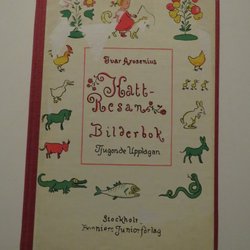 Ivar Arosenius
Katt-
Resan
Bilderbok
Tjugonde Upplagan
Stockholm
Bonniers Juniorförlag